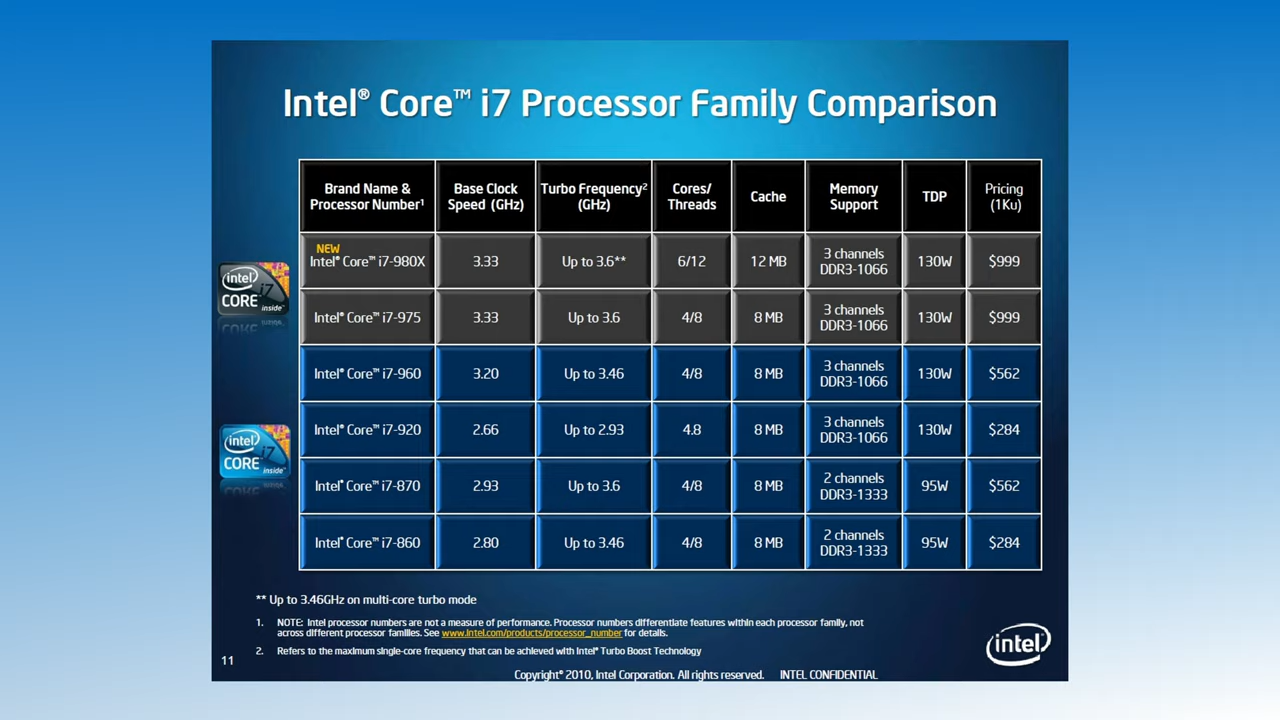 Intel® Core™ i7 Processor Family Comparison
Brand Name & Processor Number¹ Base Clock Speed (GHz) Turbo Frequency² (GHz) Cores/ Threads Cache Memory Support TDP Pricing (1Ku)
NEW
Intel® Core™ i7-980X 3.33 Up to 3.6** 6/12 12 MB 3 channels DDR3-1066 130W $999
Intel® Core™ i7-975 3.33 Up to 3.6 4/8 8 MB 3 channels DDR3-1066 130W $999
Intel® Core™ i7-960 3.20 Up to 3.46 4/8 8 MB 3 channels DDR3-1066 130W $562
Intel® Core™ i7-920 2.66 Up to 2.93 4.8 8 MB 3 channels DDR3-1066 130W $284
Intel® Core™ i7-870 2.93 Up to 3.6 4/8 8 MB 2 channels DDR3-1333 95W $562
Intel® Core™ i7-860 2.80 Up to 3.46 4/8 8 MB 2 channels DDR3-1333 95W $284
intel
CORE™ i7
inside™
intel
CORE™ i7
inside™
** Up to 3.46GHz on multi-core turbo mode
1. NOTE: Intel processor numbers are not a measure of performance. Processor numbers differentiate features within each processor family, not
across different processor families. See www.intel.com/products/processor_number for details.
2. Refers to the maximum single-core frequency that can be achieved with Intel® Turbo Boost Technology
11
intel
Copyright© 2010, Intel Corporation. All rights reserved. INTEL CONFIDENTIAL